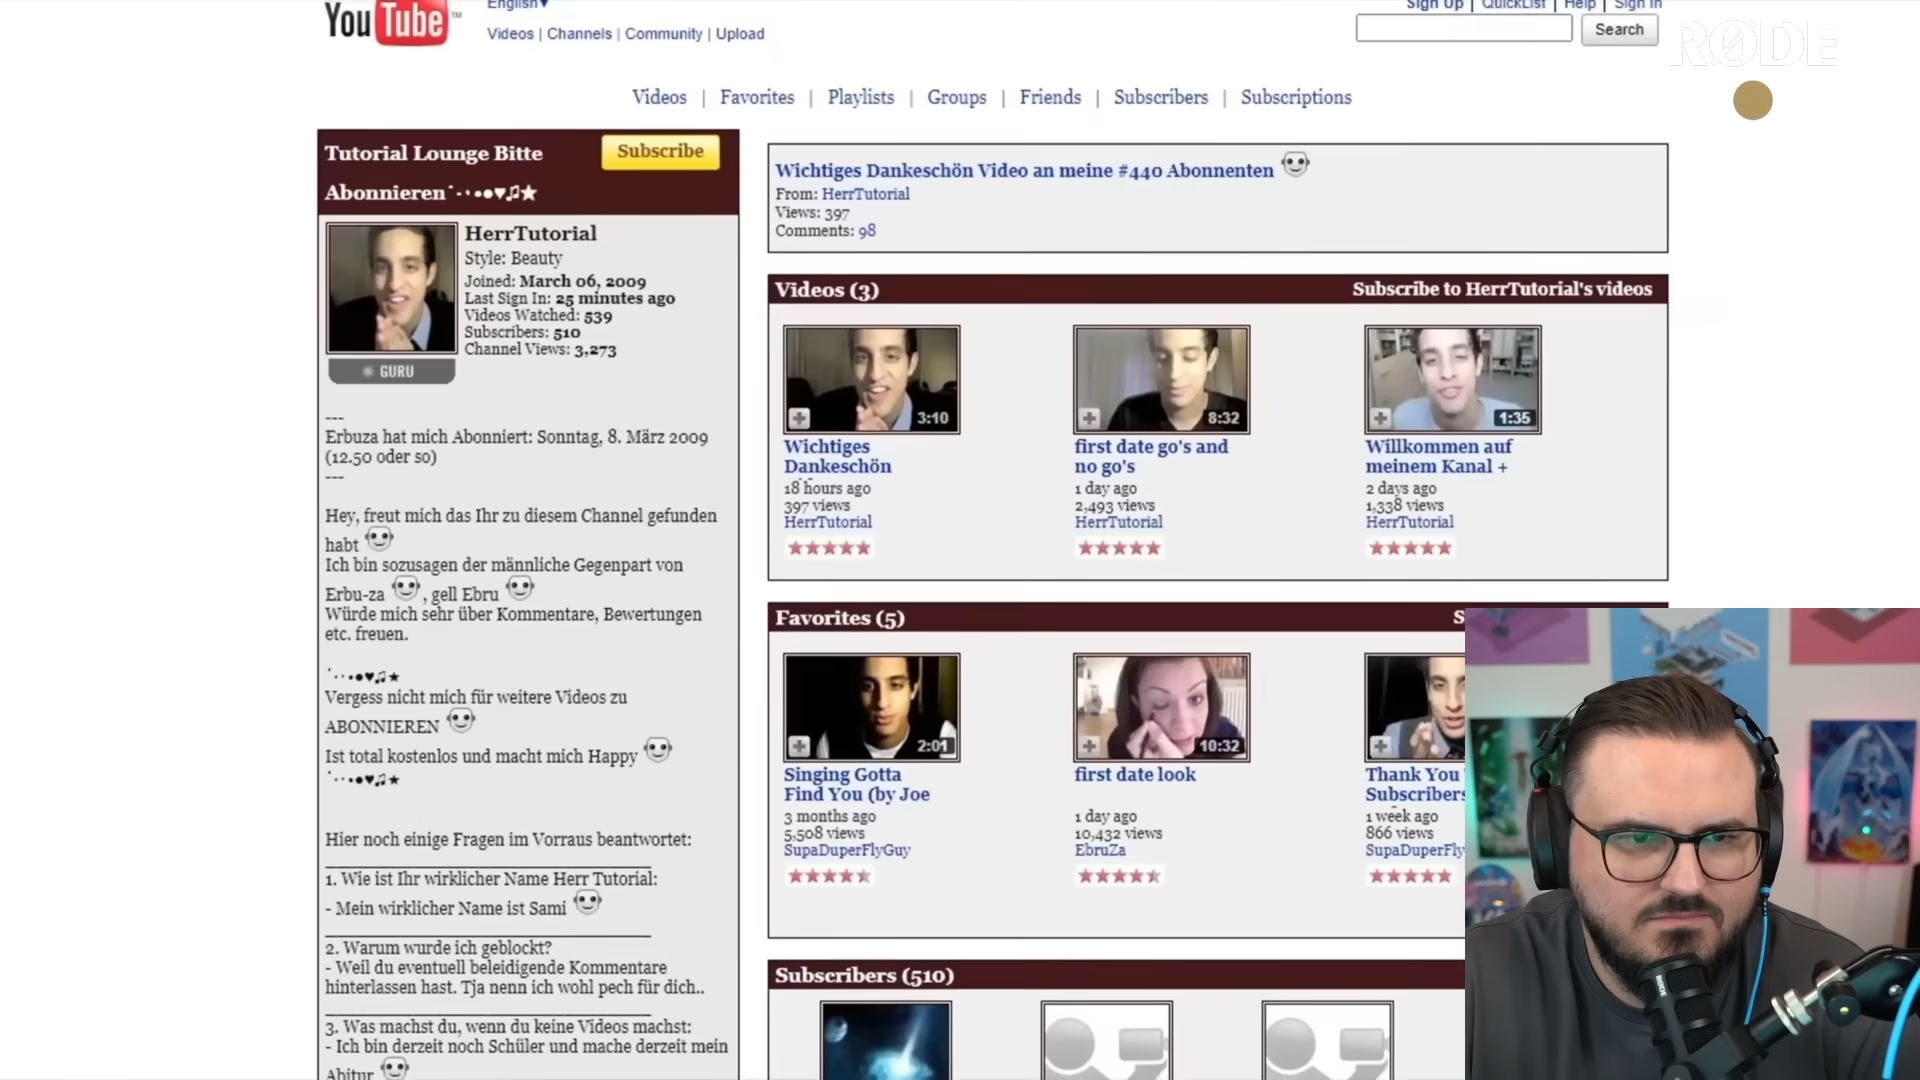 YouTube TM
English
Sign Up | QuickList | Help | Sign In
Videos | Channels | Community | Upload
Search
RØDE
Videos | Favorites | Playlists | Groups | Friends | Subscribers | Subscriptions
Tutorial Lounge Bitte
Abonnieren
Subscribe
HerrTutorial
Style: Beauty
Joined: March 06, 2009
Last Sign In: 25 minutes ago
Videos Watched: 539
Subscribers: 510
Channel Views: 3,273
GURU
---
Erbuza hat mich Abonniert: Sonntag, 8. März 2009
(12.50 oder so)
---
Hey, freut mich das Ihr zu diesem Channel gefunden
habt
Ich bin sozusagen der männliche Gegenpart von
Erbu-za , gell Ebru
Würde mich sehr über Kommentare, Bewertungen
etc. freuen.
Vergess nicht mich für weitere Videos zu
ABONNIEREN
Ist total kostenlos und macht mich Happy
Hier noch einige Fragen im Vorraus beantwortet:
1. Wie ist Ihr wirklicher Name Herr Tutorial:
- Mein wirklicher Name ist Sami
2. Warum wurde ich geblockt?
- Weil du eventuell beleidigende Kommentare
hinterlassen hast. Tja nenn ich wohl pech für dich..
3. Was machst du, wenn du keine Videos machst:
- Ich bin derzeit noch Schüler und mache derzeit mein
Abitur
Wichtiges Dankeschön Video an meine #440 Abonnenten
From: HerrTutorial
Views: 397
Comments: 98
Videos (3)
Subscribe to HerrTutorial's videos
3:10
Wichtiges
Dankeschön
18 hours ago
397 views
HerrTutorial
8:32
first date go's and
no go's
1 day ago
2,493 views
HerrTutorial
1:35
Willkommen auf
meinem Kanal +
2 days ago
1,338 views
HerrTutorial
Favorites (5)
S
2:01
Singing Gotta
Find You (by Joe
3 months ago
5,508 views
SupaDuperFlyGuy
10:32
first date look
1 day ago
10,432 views
EbruZa
Thank You
Subscribers
1 week ago
866 views
SupaDuperFly
Subscribers (510)
RØDE